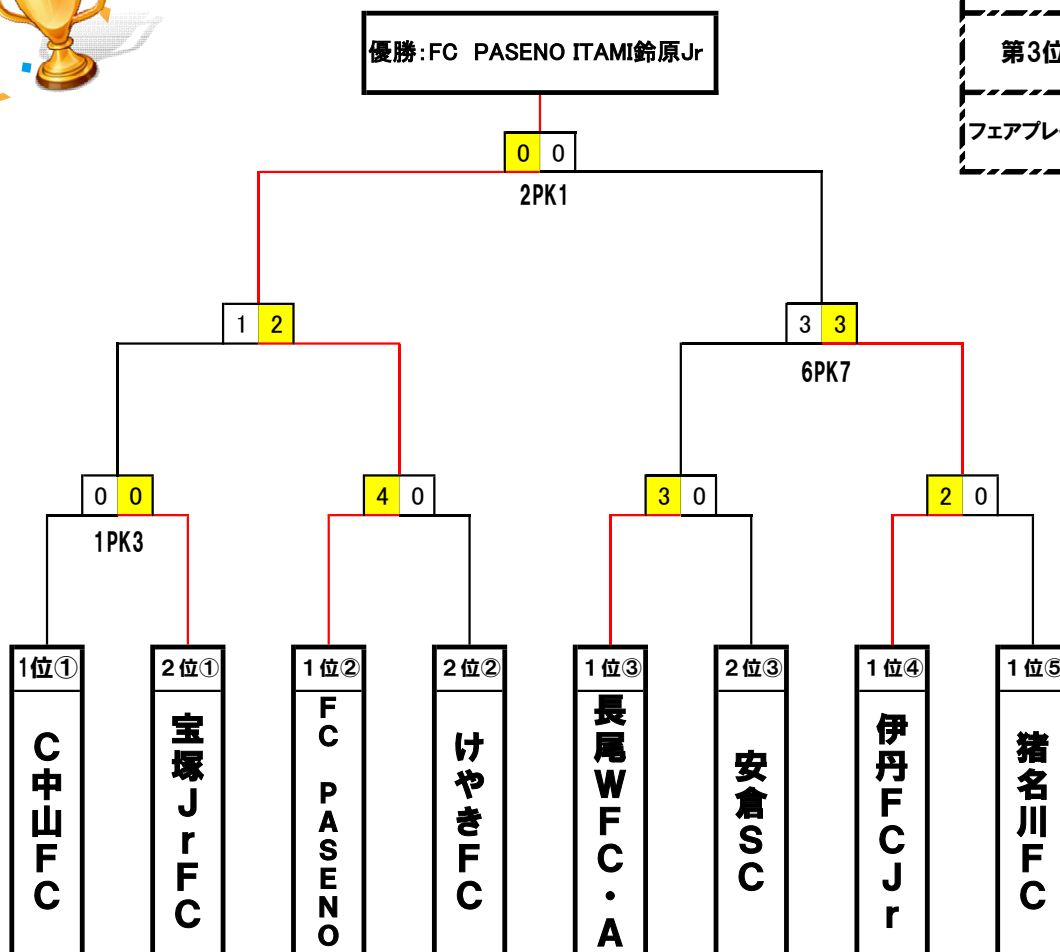 優勝：FC PASENO ITAMI鈴原Jr
第3位
フェアプレ
0 0
2PK1
1 2
3 3
6PK7
0 0
1PK3
4 0
3 0
2 0
1位①
2位①
1位②
2位②
1位③
2位③
1位④
1位⑤
C中山FC
宝塚JrFC
FC PASENO
けやきFC
長尾WFC・A
安倉SC
伊丹FCJr
猪名川FC